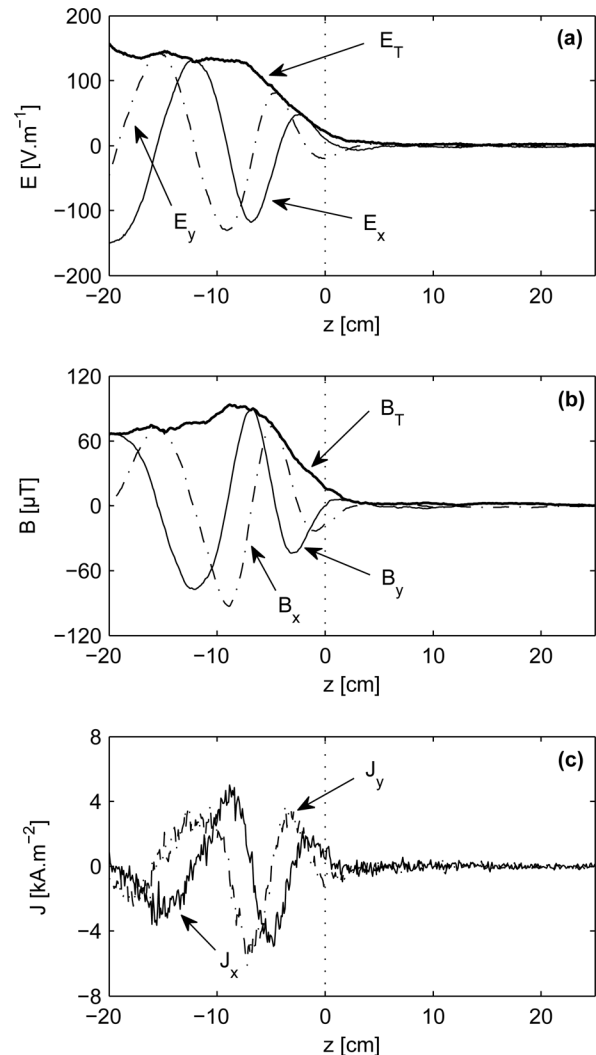 (a)
200
100
0
−100
−200
E [V.m⁻¹]
E_T
E_y
E_x
−20 −10 0 10 20
z [cm]
(b)
120
60
0
−60
−120
B [µT]
B_T
B_x
B_y
−20 −10 0 10 20
z [cm]
(c)
8
4
0
−4
−8
J [kA.m⁻²]
J_y
J_x
−20 −10 0 10 20
z [cm]